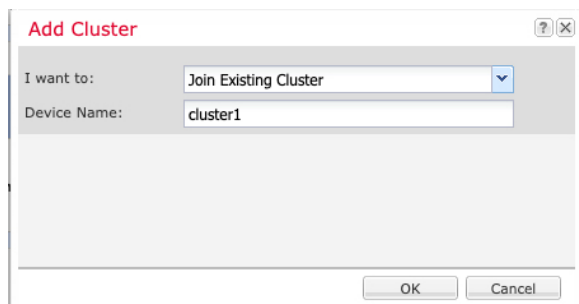 Add Cluster
?
I want to: Join Existing Cluster
Device Name: cluster1
OK Cancel